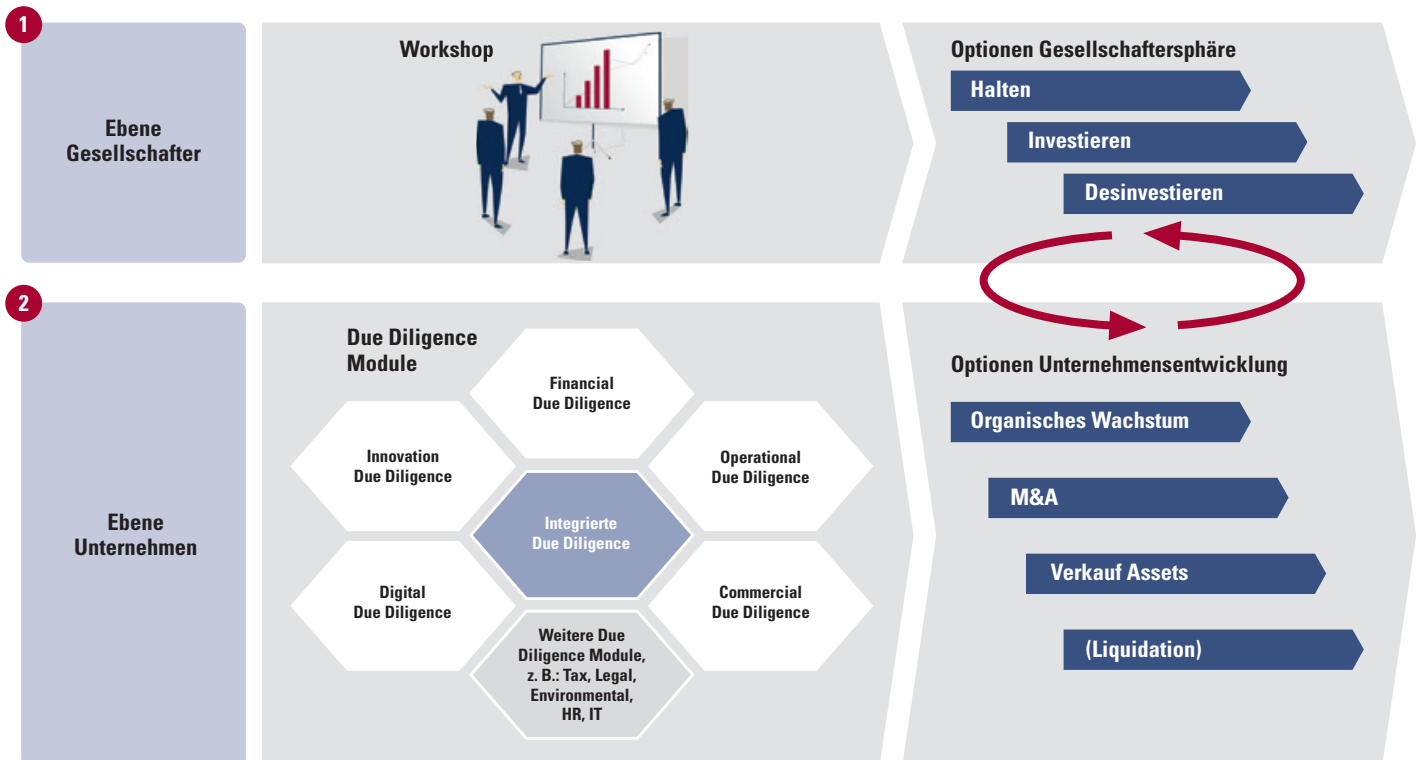 1
Ebene
Gesellschafter
Workshop
Optionen Gesellschaftersphäre
Halten
Investieren
Desinvestieren
2
Ebene
Unternehmen
Due Diligence
Module
Financial
Due Diligence
Innovation
Due Diligence
Operational
Due Diligence
Integrierte
Due Diligence
Digital
Due Diligence
Commercial
Due Diligence
Weitere Due
Diligence Module,
z. B.: Tax, Legal,
Environmental,
HR, IT
Optionen Unternehmensentwicklung
Organisches Wachstum
M&A
Verkauf Assets
(Liquidation)